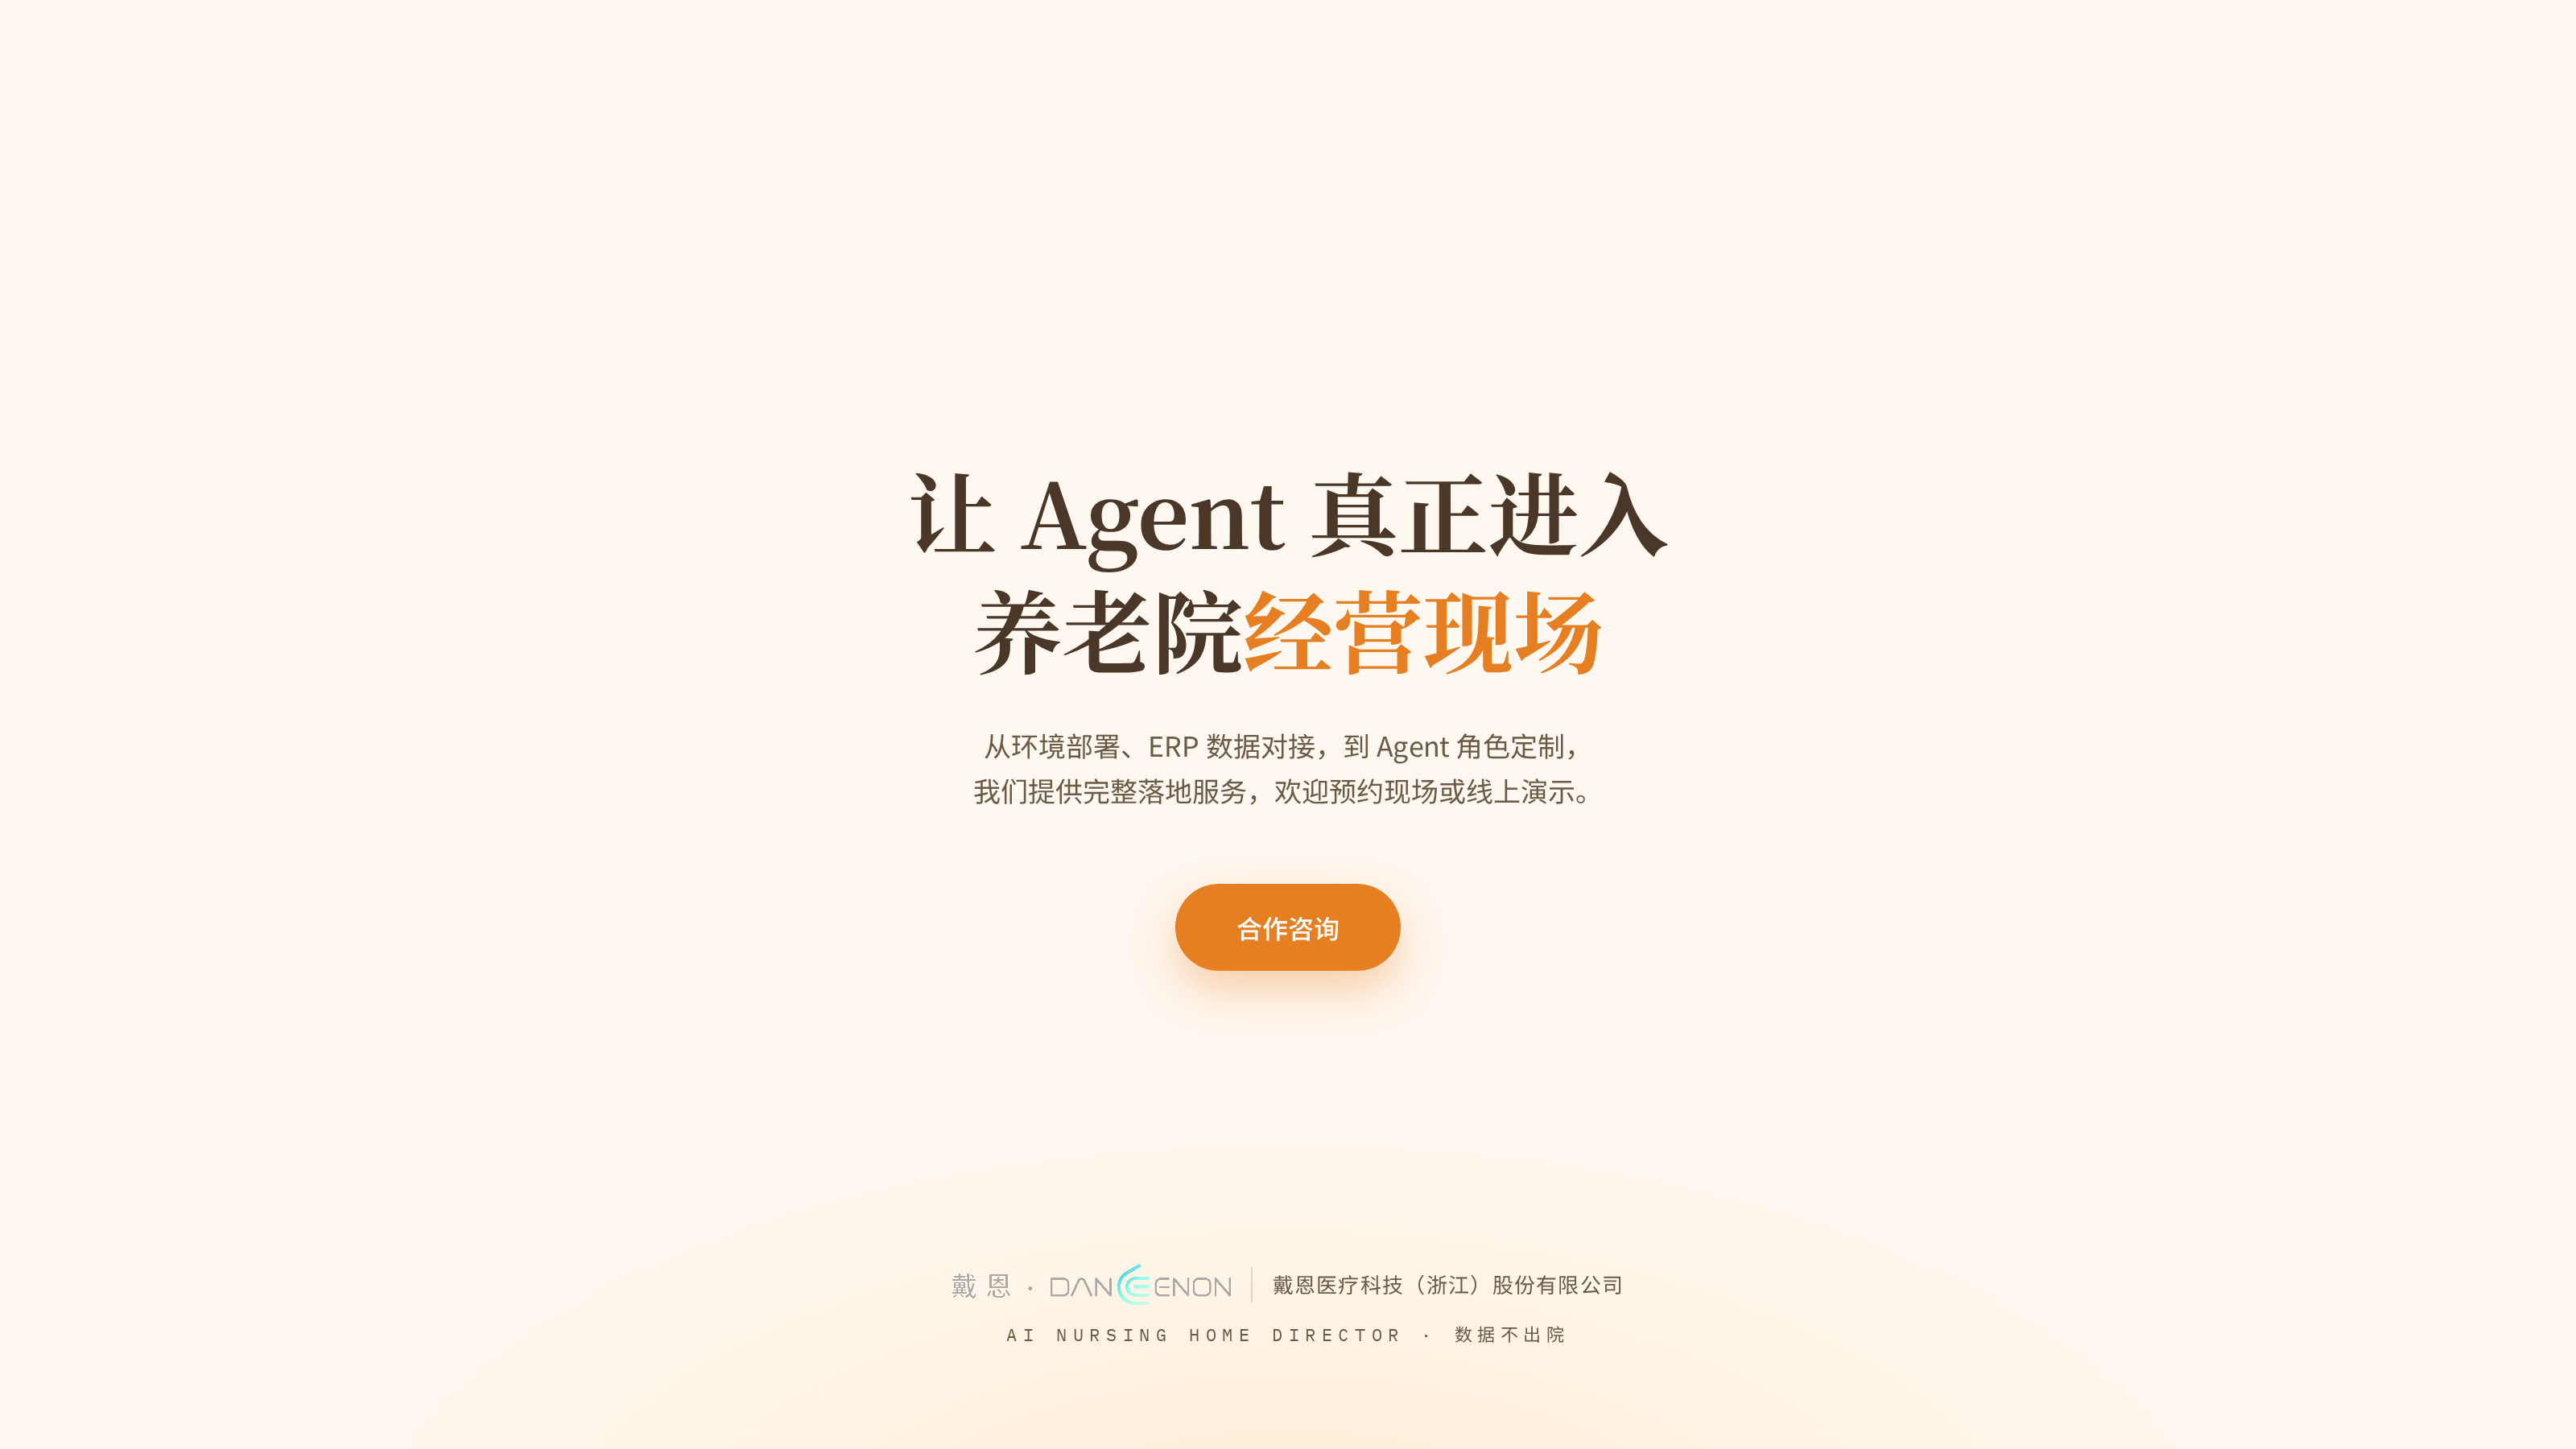 让 Agent 真正进入
养老院经营现场
从环境部署、ERP 数据对接，到 Agent 角色定制，
我们提供完整落地服务，欢迎预约现场或线上演示。
合作咨询
戴恩·DANEENON 戴恩医疗科技（浙江）股份有限公司
AI NURSING HOME DIRECTOR · 数据不出院